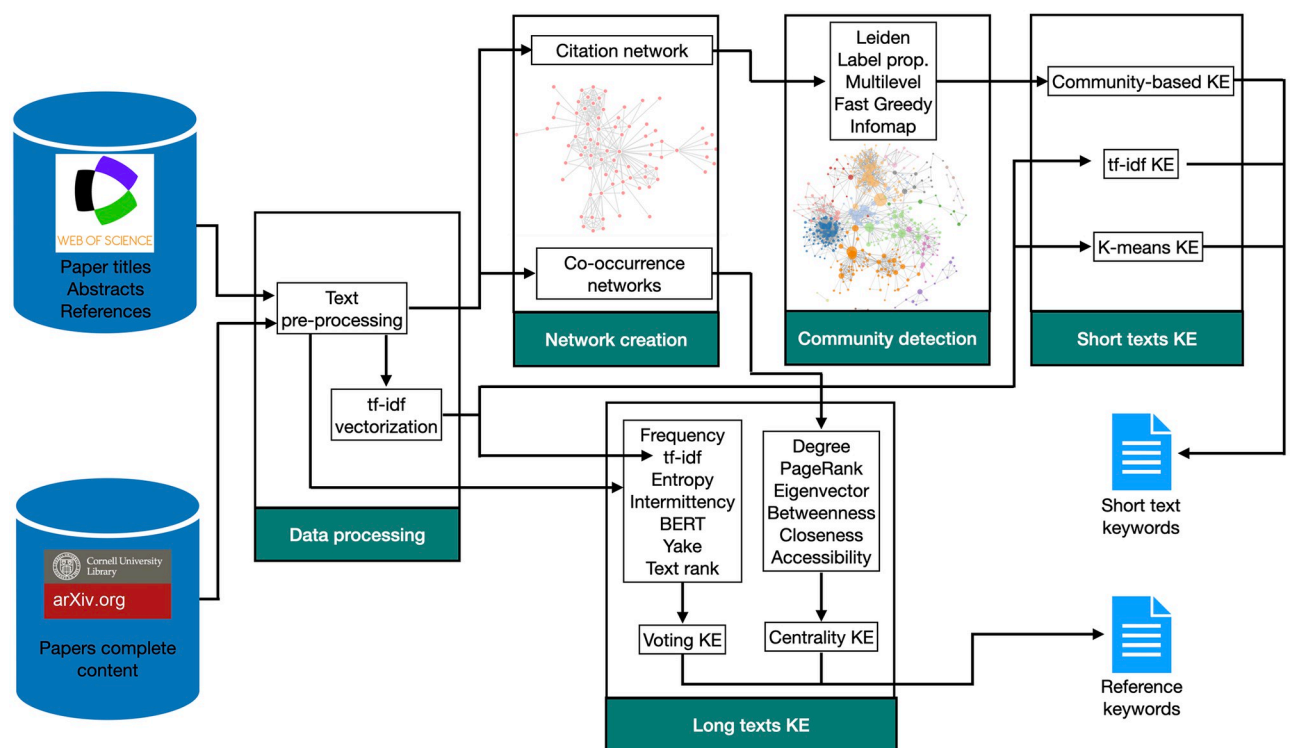 WEB OF SCIENCE
Paper titles
Abstracts
References
Cornell University
Library
arXiv.org
Papers complete
content
Text
pre-processing
tf-idf
vectorization
Data processing
Citation network
Co-occurrence
networks
Network creation
Leiden
Label prop.
Multilevel
Fast Greedy
Infomap
Community detection
Community-based KE
tf-idf KE
K-means KE
Short texts KE
Frequency
tf-idf
Entropy
Intermittency
BERT
Yake
Text rank
Voting KE
Degree
PageRank
Eigenvector
Betweenness
Closeness
Accessibility
Centrality KE
Long texts KE
Short text
keywords
Reference
keywords